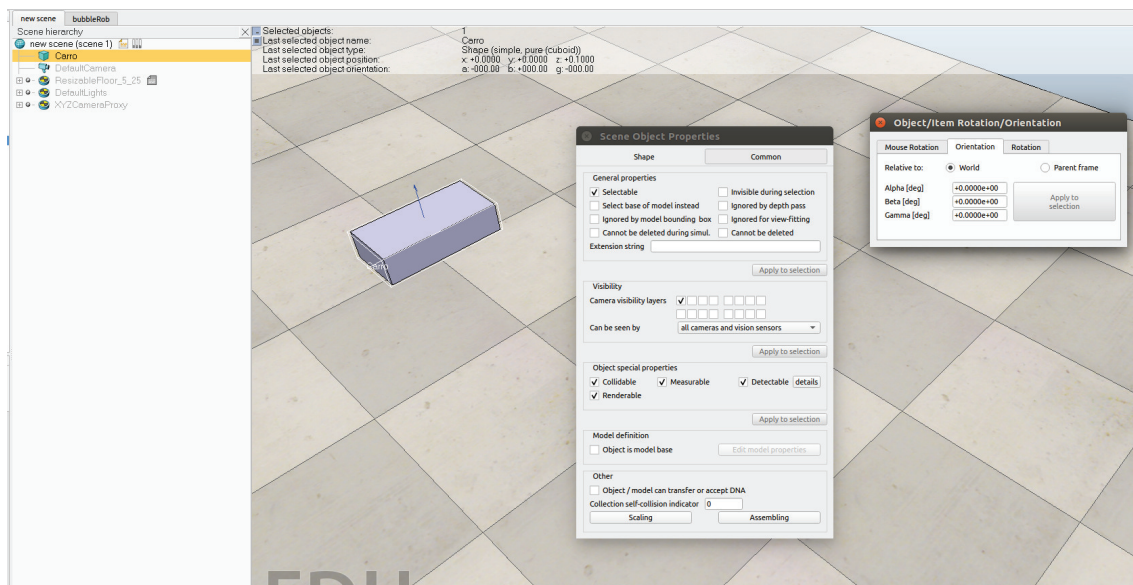 new scene bubbleRob
Scene hierarchy
new scene (scene 1)
Carro
DefaultCamera
ResizableFloor_5_25
DefaultLights
XYZCameraProxy
Selected objects: 1
Last selected object name: Carro
Last selected object type: Shape (simple, pure (cuboid))
Last selected object position: x: +0.0000 y: +0.0000 z: +0.1000
Last selected object orientation: a: -000.00 b: +000.00 g: -000.00
Carro
Scene Object Properties
Shape Common
General properties
Selectable Invisible during selection
Select base of model instead Ignored by depth pass
Ignored by model bounding box Ignored for view-fitting
Cannot be deleted during simul. Cannot be deleted
Extension string
Apply to selection
Visibility
Camera visibility layers
Can be seen by all cameras and vision sensors
Apply to selection
Object special properties
Collidable Measurable Detectable details
Renderable
Apply to selection
Model definition
Object is model base Edit model properties
Other
Object / model can transfer or accept DNA
Collection self-collision indicator 0
Scaling Assembling
Object/Item Rotation/Orientation
Mouse Rotation Orientation Rotation
Relative to: World Parent frame
Alpha [deg] +0.0000e+00
Beta [deg] +0.0000e+00
Gamma [deg] +0.0000e+00
Apply to
selection
EDU